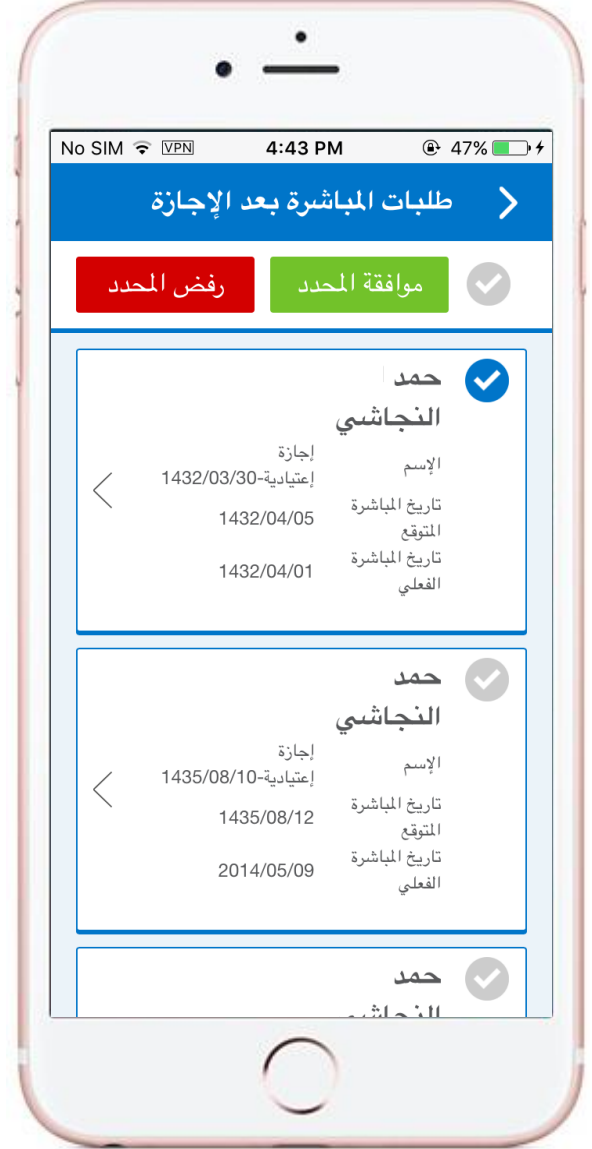 No SIM VPN 4:43 PM 47%
طلبات المباشرة بعد الإجازة
موافقة المحدد رفض المحدد
حمد
النجاشي
الإسم إجازة
إعتيادية-1432/03/30
تاريخ المباشرة
المتوقع 1432/04/05
تاريخ المباشرة
الفعلي 1432/04/01
حمد
النجاشي
الإسم إجازة
إعتيادية-1435/08/10
تاريخ المباشرة
المتوقع 1435/08/12
تاريخ المباشرة
الفعلي 2014/05/09
حمد